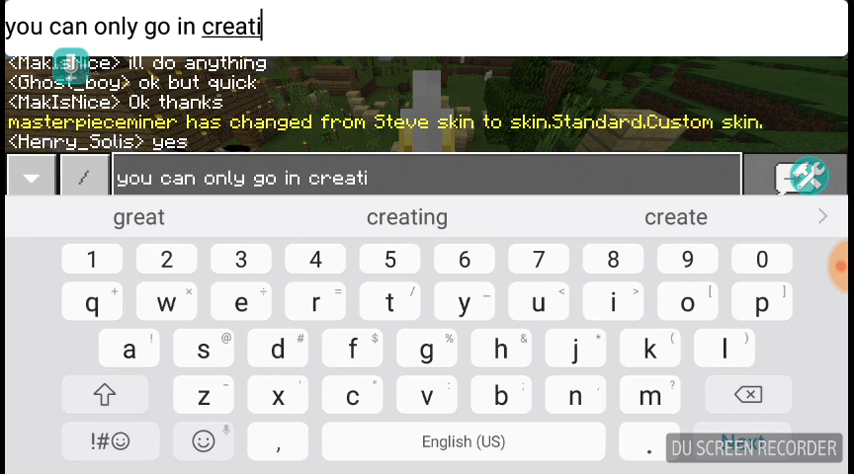 you can only go in creati
<MakIsNice> ill do anything
<Ghost_boy> ok but quick
<MakIsNice> Ok thanks
masterpieceminer has changed from Steve skin to skin.Standard.Custom skin.
<Henry_Solis> yes
/ you can only go in creati
great creating create
1 2 3 4 5 6 7 8 9 0
q + w × e ÷ r = t / y _ u < i > o [ p ]
a ! s @ d # f $ g % h & j * k ( l )
z - x ' c " v : b ; n , m ?
!#☺ , English (US) . Next
DU SCREEN RECORDER